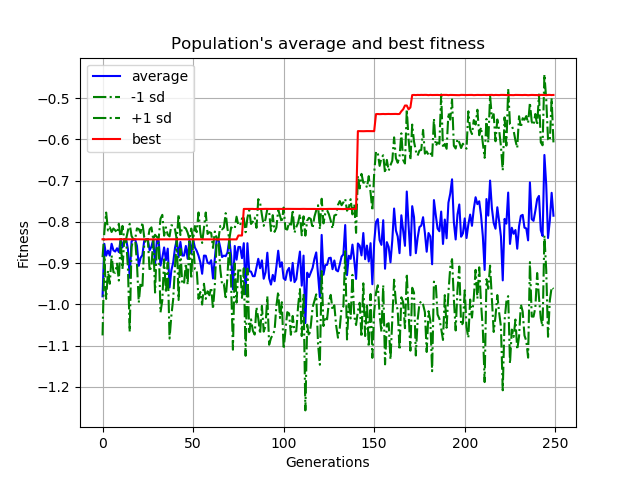 Population's average and best fitness
average
-1 sd
+1 sd
best
−0.5
−0.6
−0.7
−0.8
−0.9
−1.0
−1.1
−1.2
Fitness
0 50 100 150 200 250
Generations